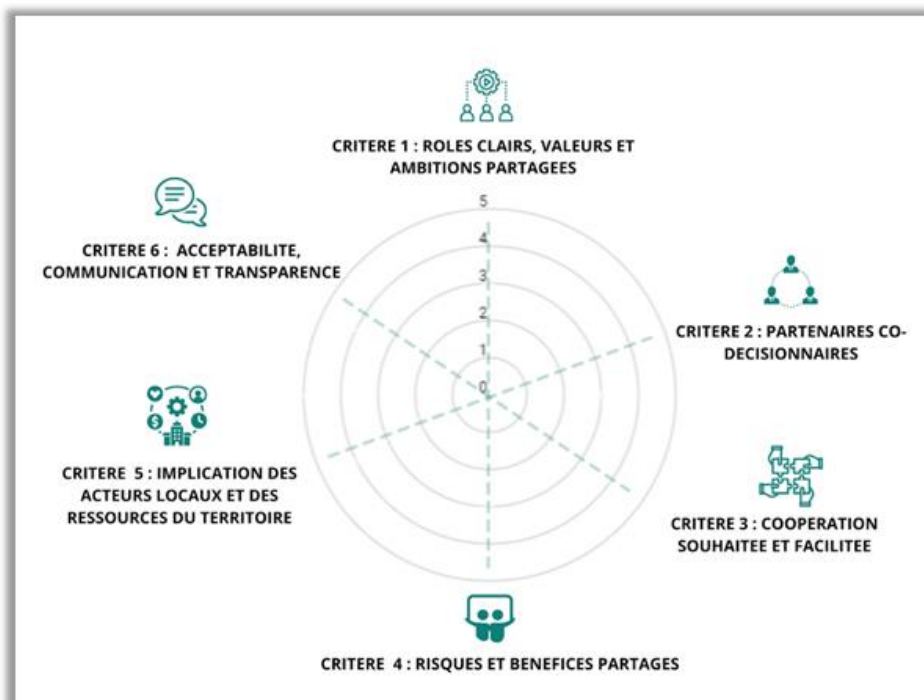 CRITERE 1 : ROLES CLAIRS, VALEURS ET
AMBITIONS PARTAGEES
CRITERE 6 : ACCEPTABILITE,
COMMUNICATION ET TRANSPARENCE
5
4
3
2
1
0
CRITERE 2 : PARTENAIRES CO-
DECISIONNAIRES
CRITERE 5 : IMPLICATION DES
ACTEURS LOCAUX ET DES
RESSOURCES DU TERRITOIRE
CRITERE 3 : COOPERATION
SOUHAITEE ET FACILITEE
CRITERE 4 : RISQUES ET BENEFICES PARTAGES